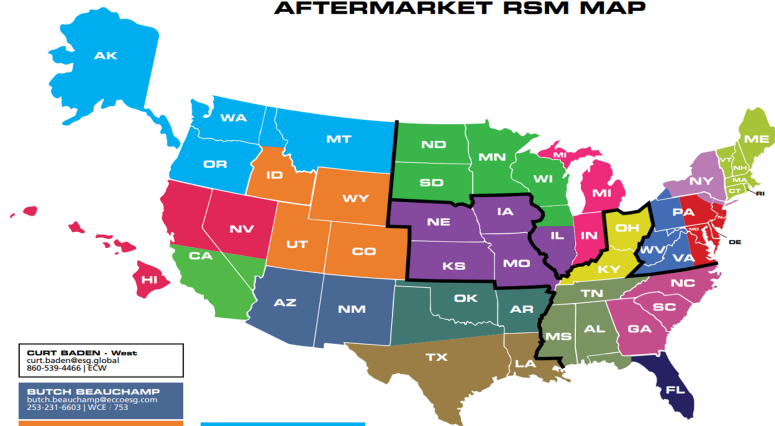 AFTERMARKET RSM MAP
AK
WA
MT
ND
MN
OR
ID
SD
WI
MI
MI
NY
VT
NH
ME
MA
CT
RI
WY
NE
IA
PA
NJ
NV
UT
CO
IL
IN
OH
MD
DE
CA
KS
MO
WV
VA
KY
HI
AZ
NM
OK
AR
TN
NC
SC
MS
AL
GA
TX
LA
FL
CURT BADEN - West
curt.baden@esg.global
860-539-4466 | ECW
BUTCH BEAUCHAMP
butch.beauchamp@eccoesg.com
253-231-6603 | WCE / 753